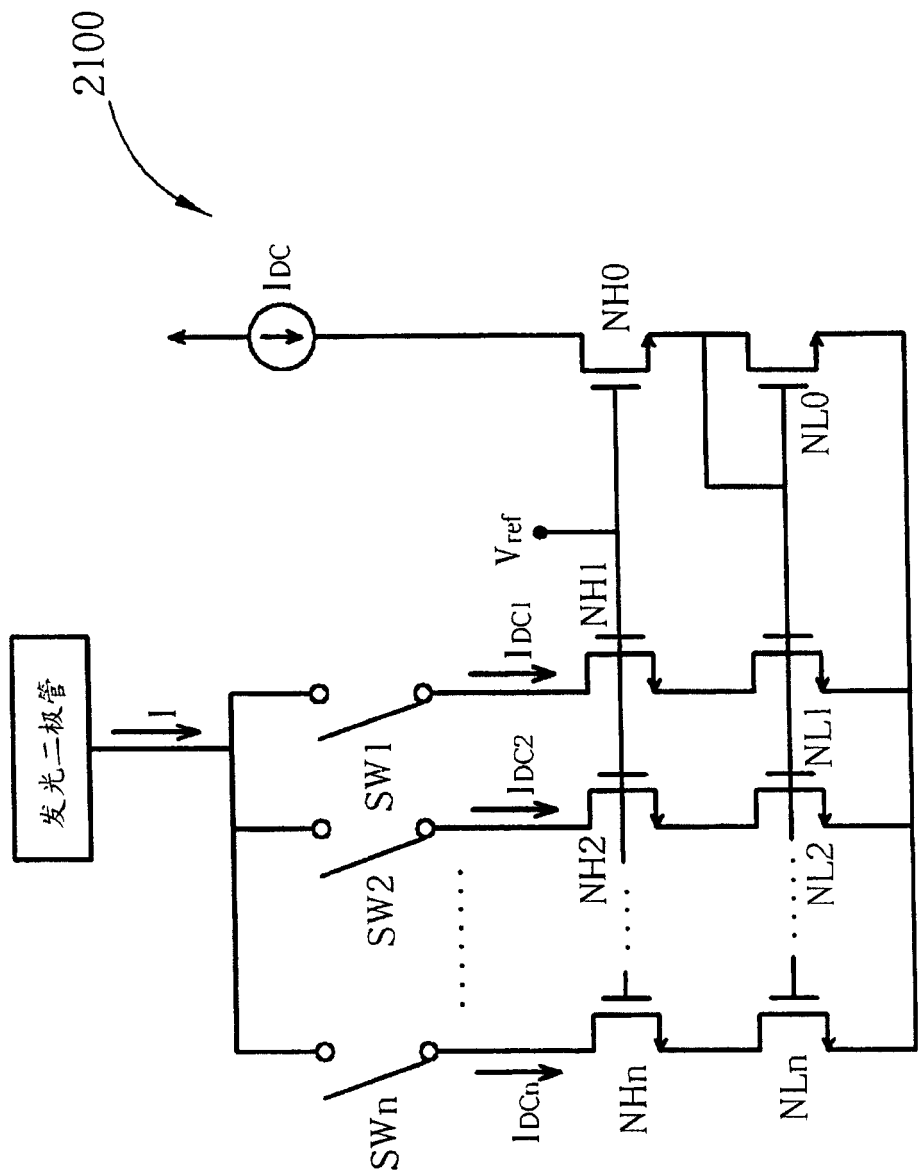 2100
IDC
发光二极管
I
SW1
SW2
SWn
IDC1
IDC2
IDCn
Vref
NH0
NH1
NH2
NHn
NL0
NL1
NL2
NLn